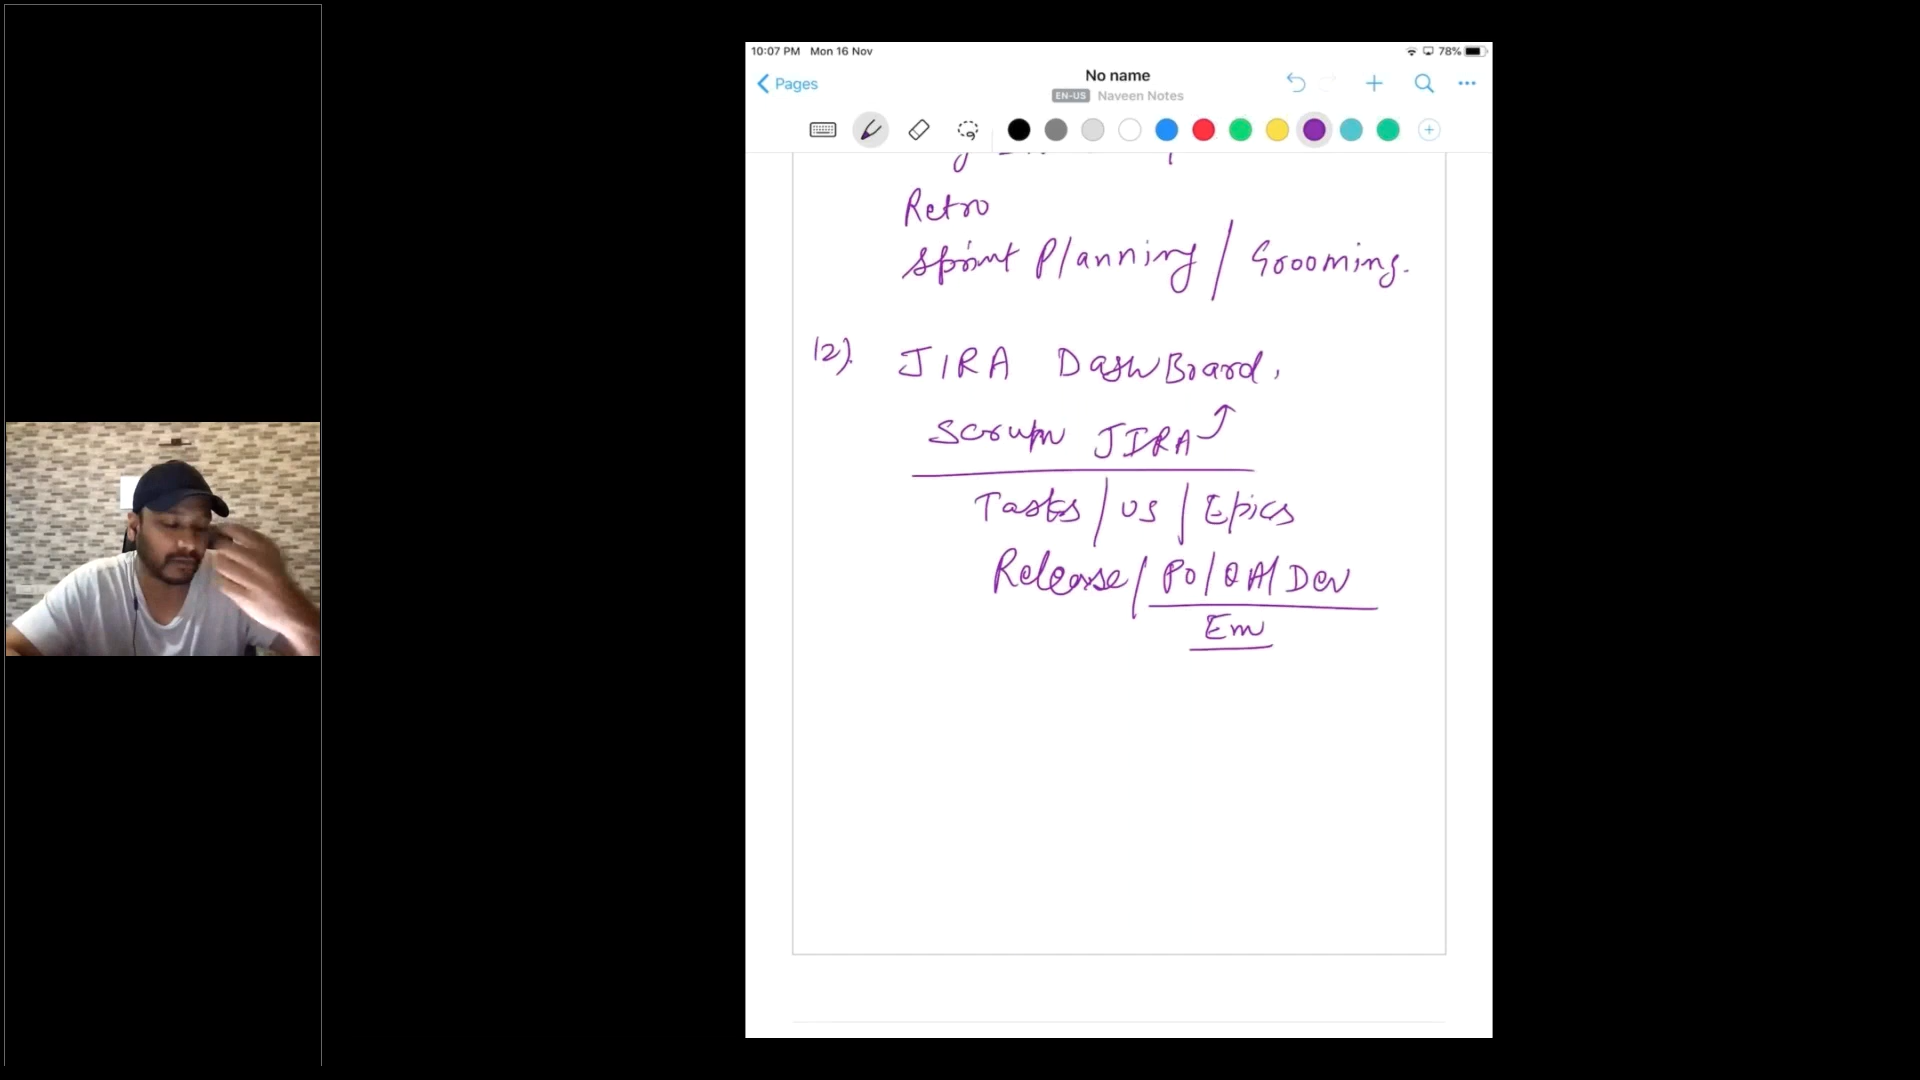 10:07 PM Mon 16 Nov
78%
Pages
No name
EN-US Naveen Notes
Retro
Sprint Planning / Grooming.
12). JIRA DashBoard,
Scrum JIRA
Tasks / US / Epics
Release / PO / QA / Dev
Em